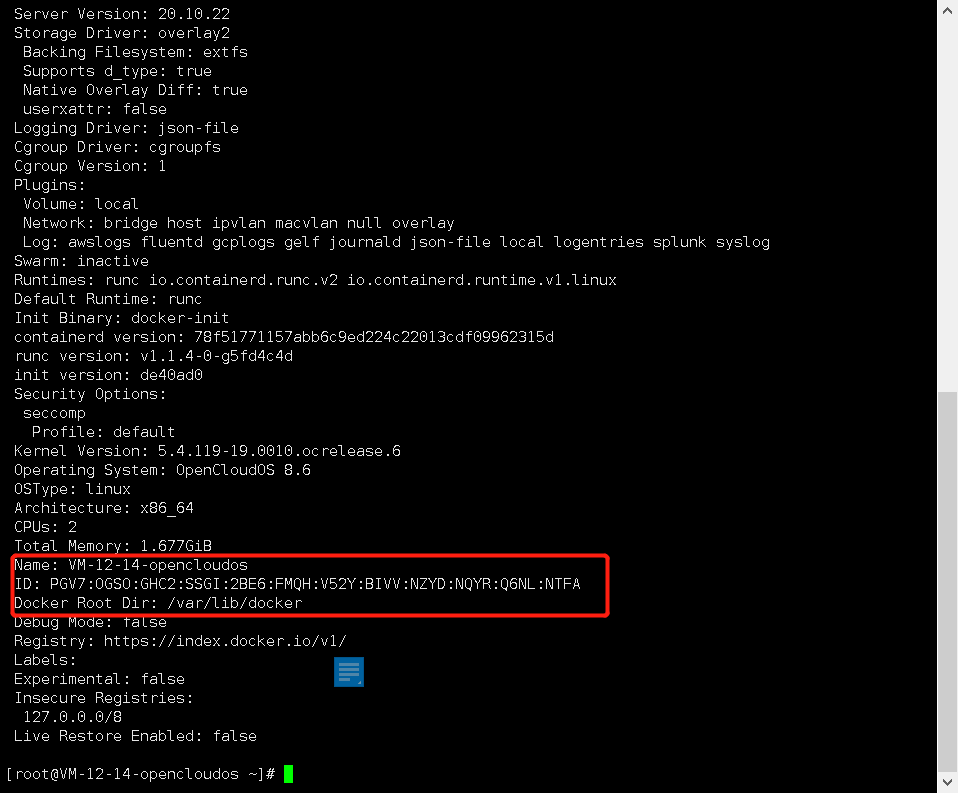 Server Version: 20.10.22
Storage Driver: overlay2
 Backing Filesystem: extfs
 Supports d_type: true
 Native Overlay Diff: true
 userxattr: false
Logging Driver: json-file
Cgroup Driver: cgroupfs
Cgroup Version: 1
Plugins:
 Volume: local
 Network: bridge host ipvlan macvlan null overlay
 Log: awslogs fluentd gcplogs gelf journald json-file local logentries splunk syslog
Swarm: inactive
Runtimes: runc io.containerd.runc.v2 io.containerd.runtime.v1.linux
Default Runtime: runc
Init Binary: docker-init
containerd version: 78f51771157abb6c9ed224c22013cdf09962315d
runc version: v1.1.4-0-g5fd4c4d
init version: de40ad0
Security Options:
 seccomp
  Profile: default
Kernel Version: 5.4.119-19.0010.ocrelease.6
Operating System: OpenCloudOS 8.6
OSType: linux
Architecture: x86_64
CPUs: 2
Total Memory: 1.677GiB
Name: VM-12-14-opencloudos
ID: PGV7:OGSO:GHC2:SSGI:2BE6:FMQH:V52Y:BIVV:NZYD:NQYR:Q6NL:NTFA
Docker Root Dir: /var/lib/docker
Debug Mode: false
Registry: https://index.docker.io/v1/
Labels:
Experimental: false
Insecure Registries:
 127.0.0.0/8
Live Restore Enabled: false
[root@VM-12-14-opencloudos ~]#